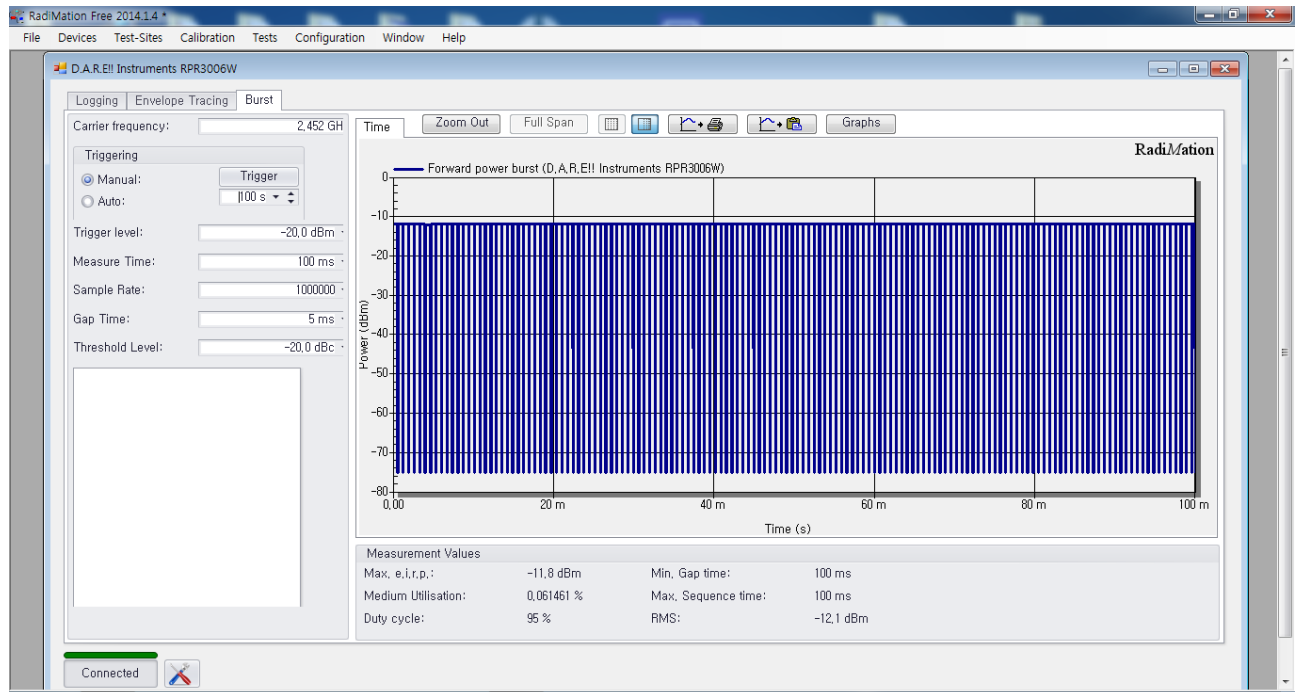 RadiMation Free 2014.1.4 *
File Devices Test-Sites Calibration Tests Configuration Window Help
D.A.R.E!! Instruments RPR3006W
Logging Envelope Tracing Burst
Carrier frequency: 2,452 GH
Triggering
Manual: Trigger
Auto: 100 s
Trigger level: -20,0 dBm
Measure Time: 100 ms
Sample Rate: 1000000
Gap Time: 5 ms
Threshold Level: -20,0 dBc
Time Zoom Out Full Span Graphs
RadiMation
Forward power burst (D,A,R,E!! Instruments RPR3006W)
0
-10
-20
-30
-40
-50
-60
-70
-80
Power (dBm)
0,00 20 m 40 m 60 m 80 m 100 m
Time (s)
Measurement Values
Max, e,i,r,p,: -11,8 dBm Min, Gap time: 100 ms
Medium Utilisation: 0,061461 % Max, Sequence time: 100 ms
Duty cycle: 95 % RMS: -12,1 dBm
Connected